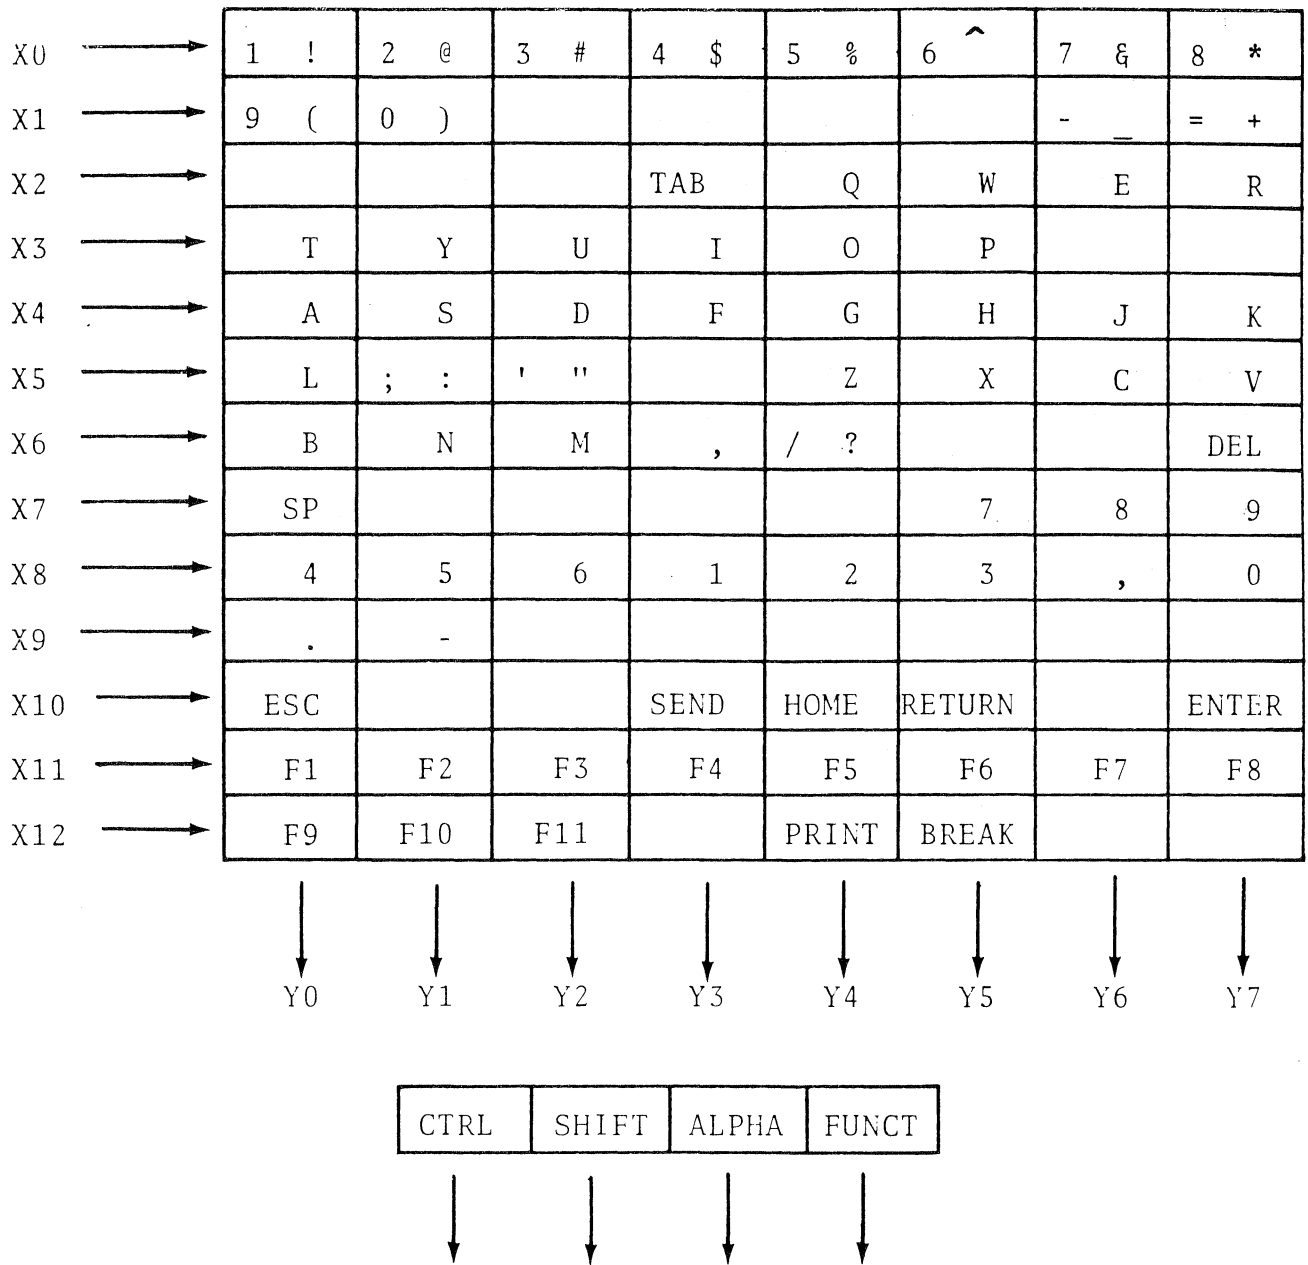 X0 1 ! 2 @ 3 # 4 $ 5 % 6 ^ 7 & 8 *
X1 9 ( 0 ) - _ = +
X2 TAB Q W E R
X3 T Y U I O P
X4 A S D F G H J K
X5 L ; : ' " Z X C V
X6 B N M , / ? DEL
X7 SP 7 8 9
X8 4 5 6 1 2 3 , 0
X9 . -
X10 ESC SEND HOME RETURN ENTER
X11 F1 F2 F3 F4 F5 F6 F7 F8
X12 F9 F10 F11 PRINT BREAK
Y0 Y1 Y2 Y3 Y4 Y5 Y6 Y7
CTRL SHIFT ALPHA FUNCT